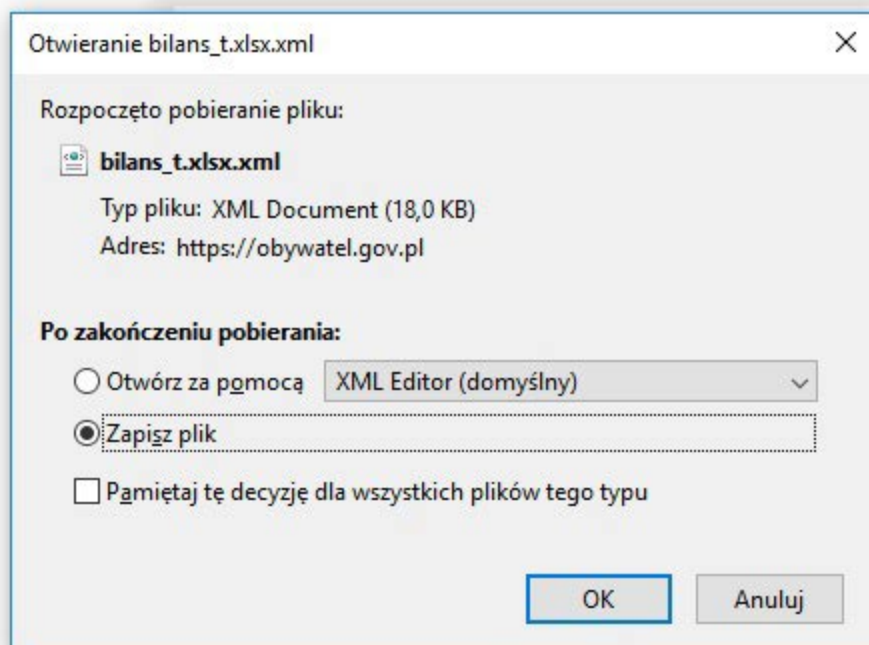 Otwieranie bilans_t.xlsx.xml
Rozpoczęto pobieranie pliku:
bilans_t.xlsx.xml
Typ pliku: XML Document (18,0 KB)
Adres: https://obywatel.gov.pl
Po zakończeniu pobierania:
Otwórz za pomocą XML Editor (domyślny)
Zapisz plik
Pamiętaj tę decyzję dla wszystkich plików tego typu
OK Anuluj